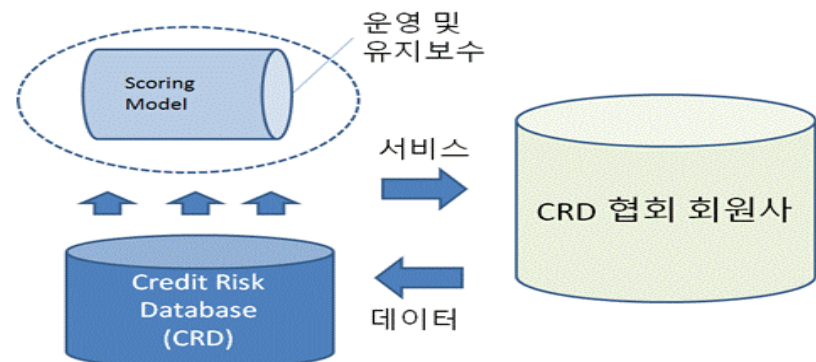 운영 및
유지보수
Scoring
Model
서비스
CRD 협회 회원사
Credit Risk
Database
(CRD)
데이터